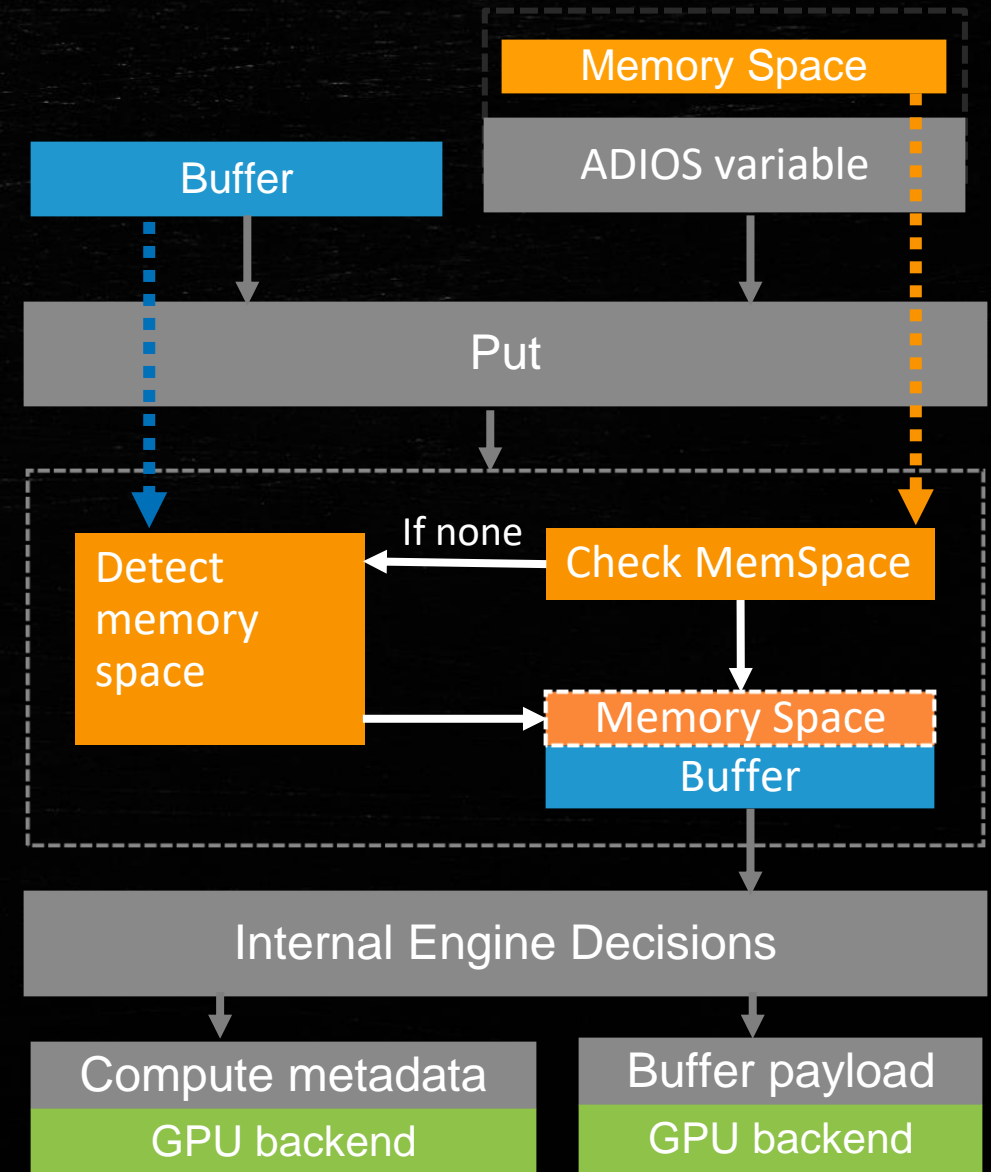 Memory Space
ADIOS variable
Buffer
Put
If none
Detect
memory
space
Check MemSpace
Memory Space
Buffer
Internal Engine Decisions
Compute metadata
GPU backend
Buffer payload
GPU backend